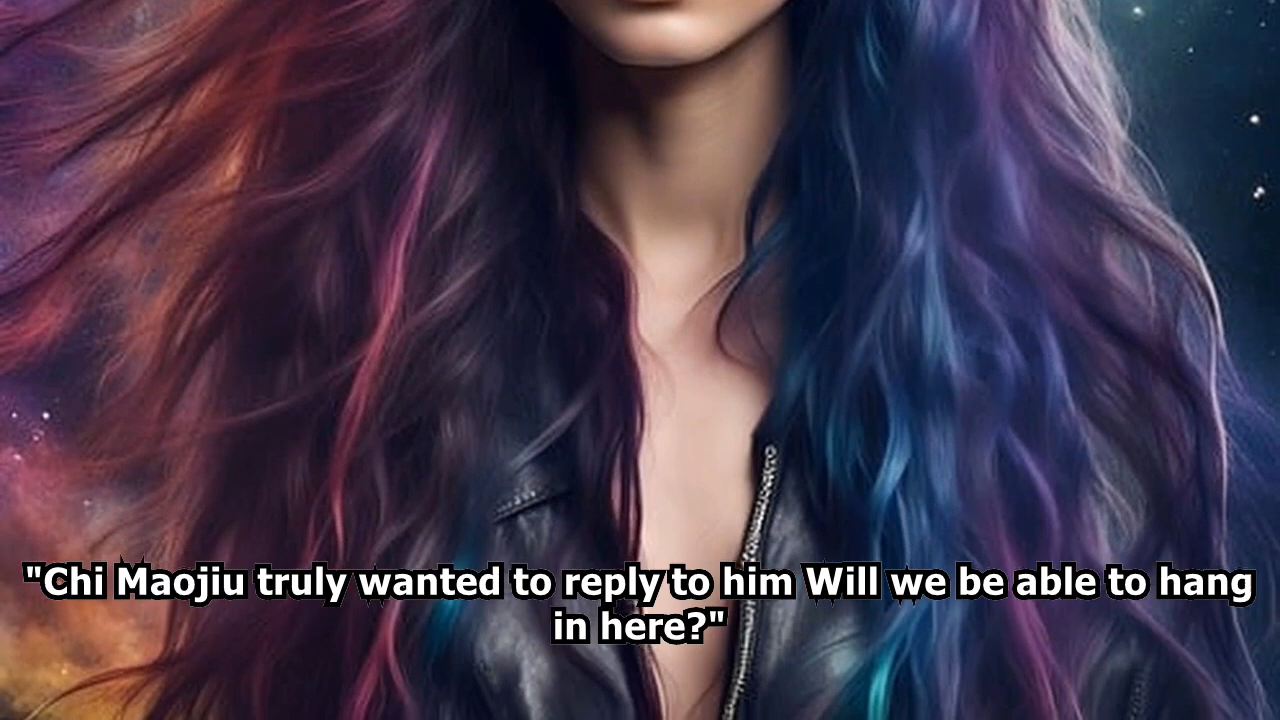 "Chi Maojiu truly wanted to reply to him Will we be able to hang
in here?"